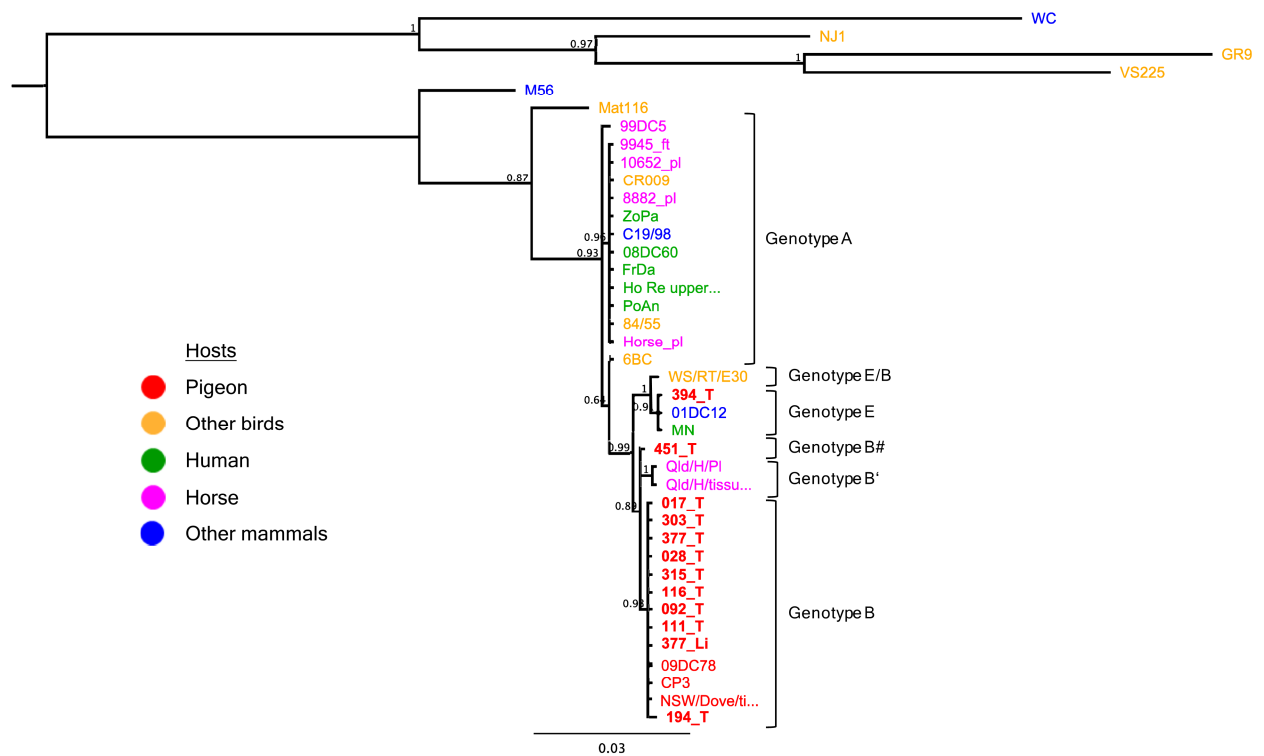 WC
1
NJ1
0.97
GR9
1
VS225
M56
Mat116
99DC5
9945_ft
10652_pl
0.87
CR009
8882_pl
ZoPa
C19/98
0.93
08DC60
Genotype A
FrDa
Ho Re upper...
PoAn
84/55
Horse_pl
6BC
Hosts
Pigeon
Other birds
Human
Horse
Other mammals
WS/RT/E30
Genotype E/B
1
394_T
01DC12
Genotype E
MN
0.99
451_T
Genotype B#
Qld/H/Pl
1
Qld/H/tissu...
Genotype B‘
017_T
303_T
377_T
028_T
315_T
116_T
092_T
Genotype B
111_T
377_Li
09DC78
CP3
NSW/Dove/ti...
194_T
0.03